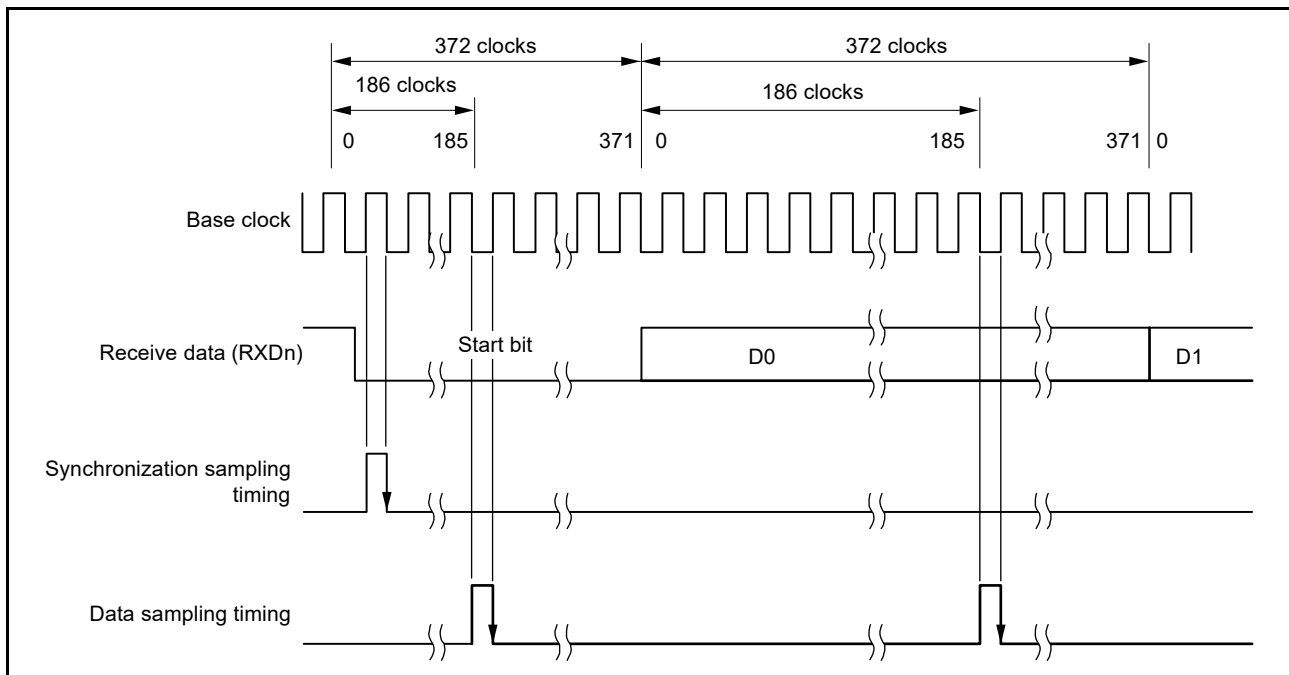 372 clocks 372 clocks
186 clocks 186 clocks
0 185 371 0 185 371 0
Base clock
Start bit
Receive data (RXDn) D0 D1
Synchronization sampling
timing
Data sampling timing